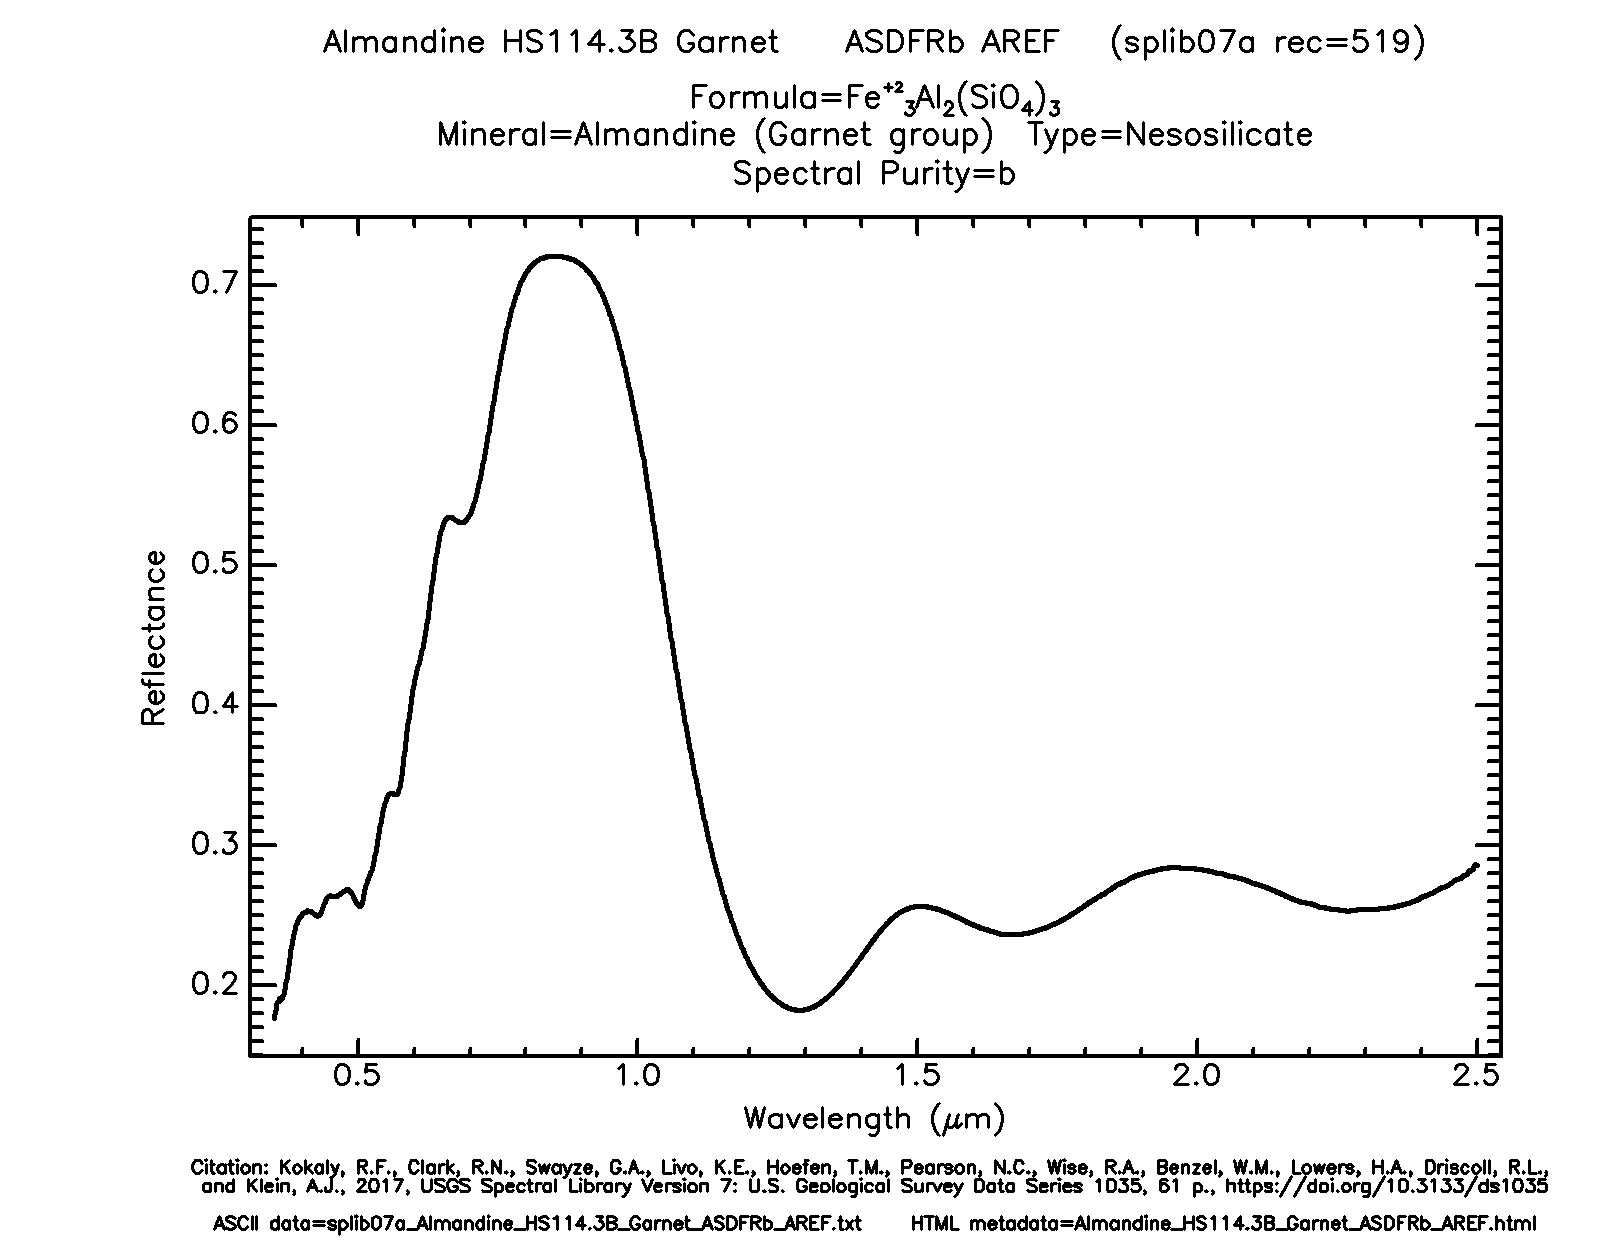 Almandine HS114.3B Garnet ASDFRb AREF (splib07a rec=519)
Formula=Fe⁺²₃Al₂(SiO₄)₃
Mineral=Almandine (Garnet group) Type=Nesosilicate
Spectral Purity=b
0.7
0.6
0.5
0.4
0.3
0.2
Reflectance
0.5 1.0 1.5 2.0 2.5
Wavelength (μm)
Citation: Kokaly, R.F., Clark, R.N., Swayze, G.A., Livo, K.E., Hoefen, T.M., Pearson, N.C., Wise, R.A., Benzel, W.M., Lowers, H.A., Driscoll, R.L.,
and Klein, A.J., 2017, USGS Spectral Library Version 7: U.S. Geological Survey Data Series 1035, 61 p., https://doi.org/10.3133/ds1035
ASCII data=splib07a_Almandine_HS114.3B_Garnet_ASDFRb_AREF.txt HTML metadata=Almandine_HS114.3B_Garnet_ASDFRb_AREF.html